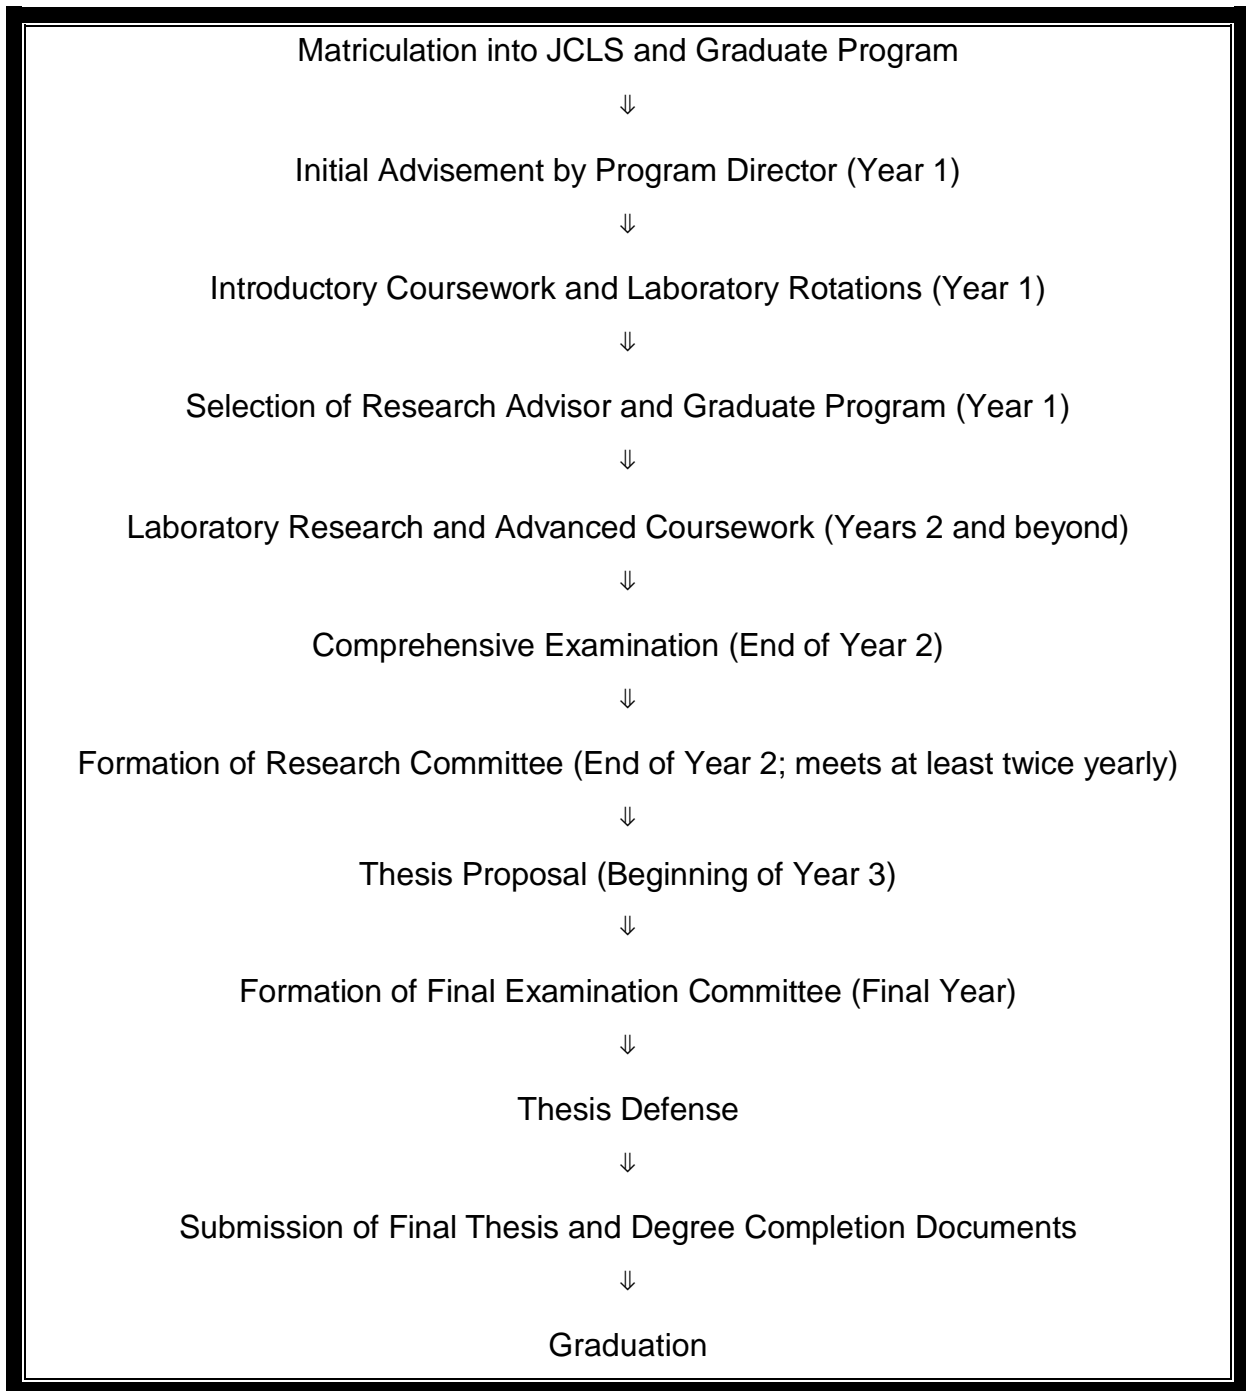 Matriculation into JCLS and Graduate Program
⇓
Initial Advisement by Program Director (Year 1)
⇓
Introductory Coursework and Laboratory Rotations (Year 1)
⇓
Selection of Research Advisor and Graduate Program (Year 1)
⇓
Laboratory Research and Advanced Coursework (Years 2 and beyond)
⇓
Comprehensive Examination (End of Year 2)
⇓
Formation of Research Committee (End of Year 2; meets at least twice yearly)
⇓
Thesis Proposal (Beginning of Year 3)
⇓
Formation of Final Examination Committee (Final Year)
⇓
Thesis Defense
⇓
Submission of Final Thesis and Degree Completion Documents
⇓
Graduation